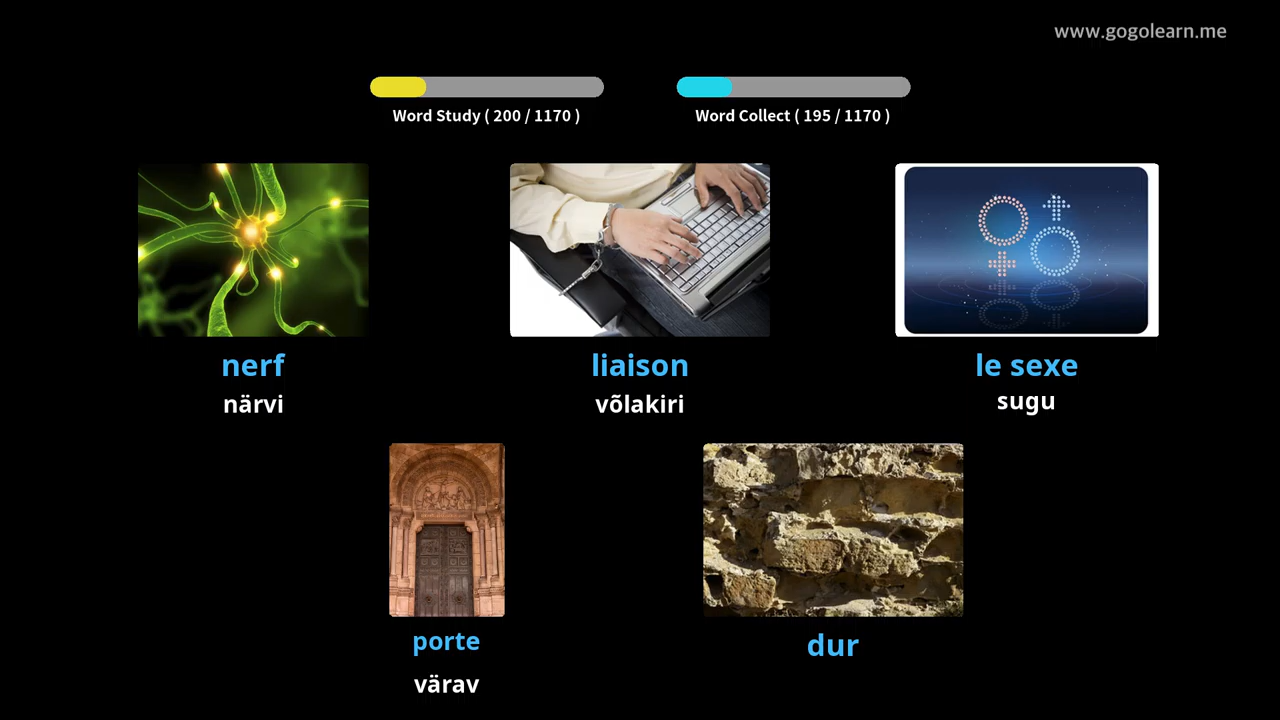 www.gogolearn.me
Word Study ( 200 / 1170 )
Word Collect ( 195 / 1170 )
nerf
närvi
liaison
võlakiri
le sexe
sugu
porte
värav
dur